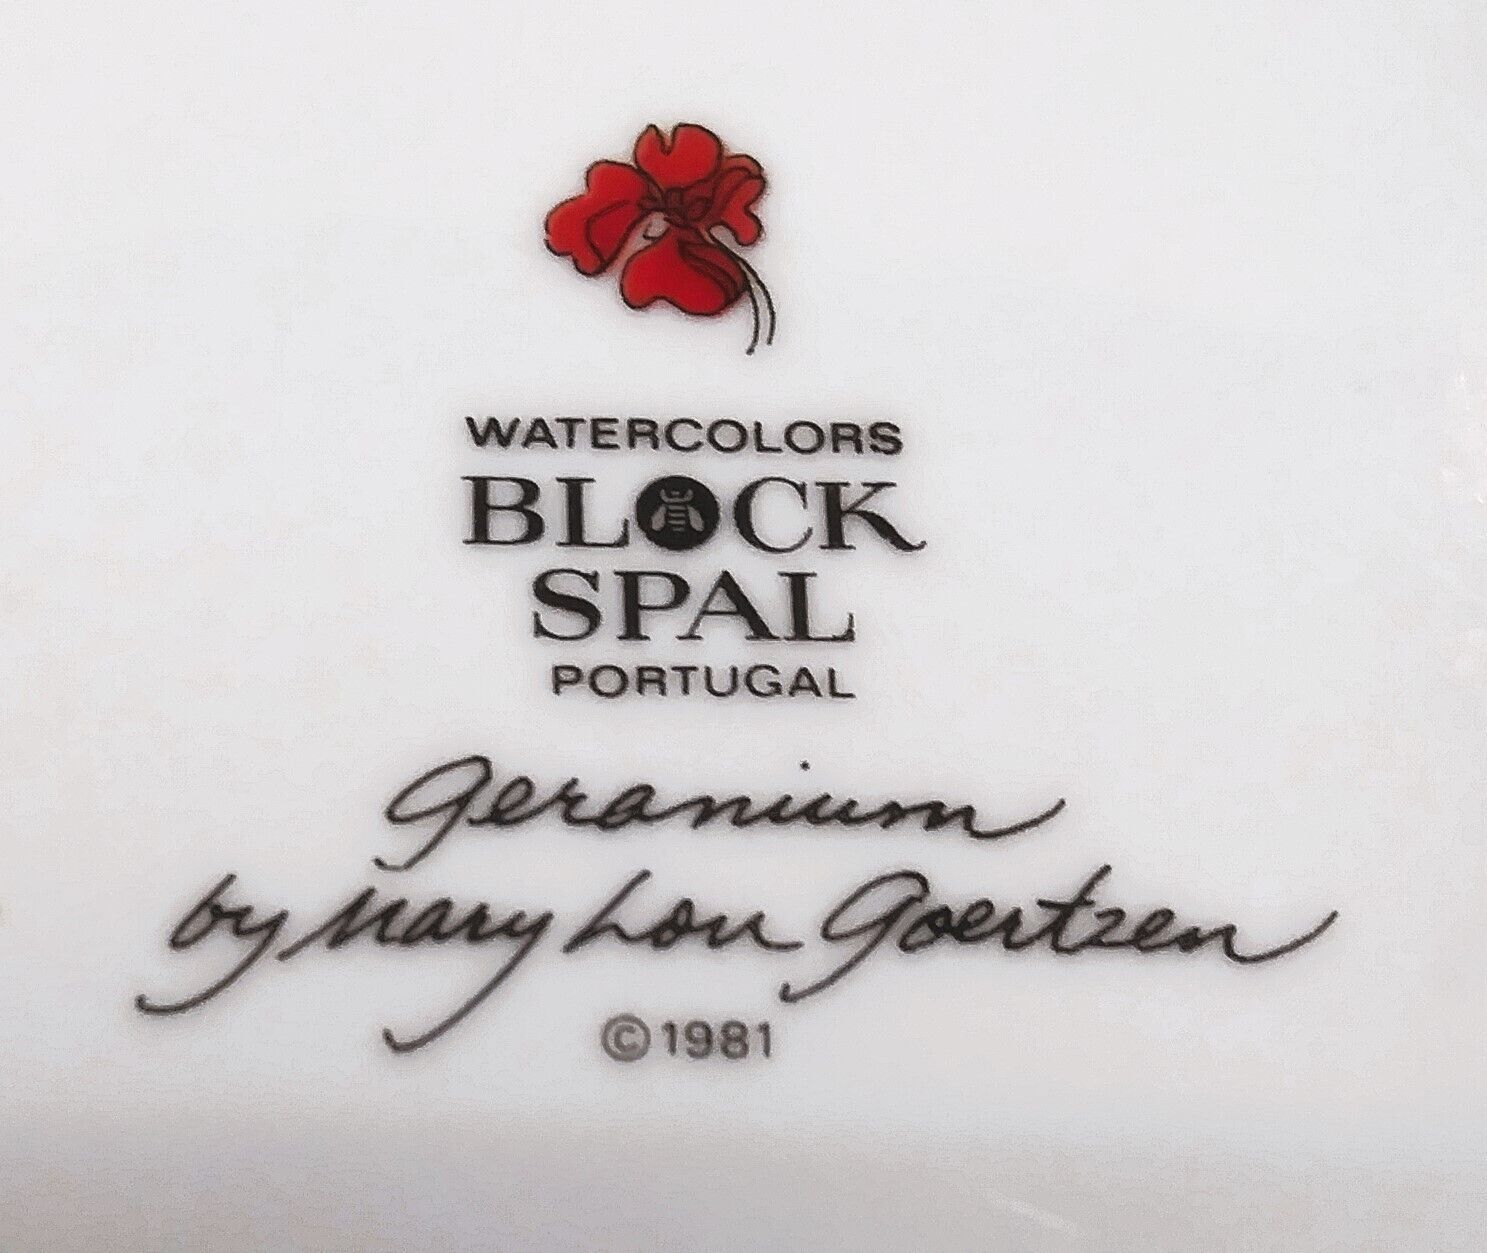 WATERCOLORS
BLOCK
SPAL
PORTUGAL
Geranium
by Mary Lou Goertzen
©1981